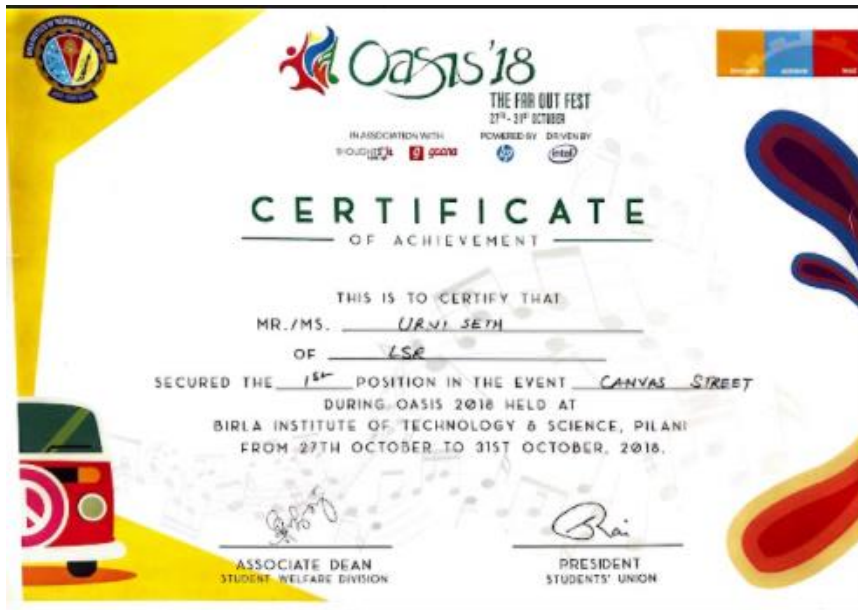 Oasis'18
THE FAR OUT FEST
27TH - 31ST OCTOBER
IN ASSOCIATION WITH POWERED BY DRIVEN BY
gaana hp intel
CERTIFICATE
OF ACHIEVEMENT
THIS IS TO CERTIFY THAT
MR./MS. URVI SETH
OF LSR
SECURED THE 1st POSITION IN THE EVENT CANVAS STREET
DURING OASIS 2018 HELD AT
BIRLA INSTITUTE OF TECHNOLOGY & SCIENCE, PILANI
FROM 27TH OCTOBER TO 31ST OCTOBER, 2018.
ASSOCIATE DEAN PRESIDENT
STUDENT WELFARE DIVISION STUDENTS' UNION